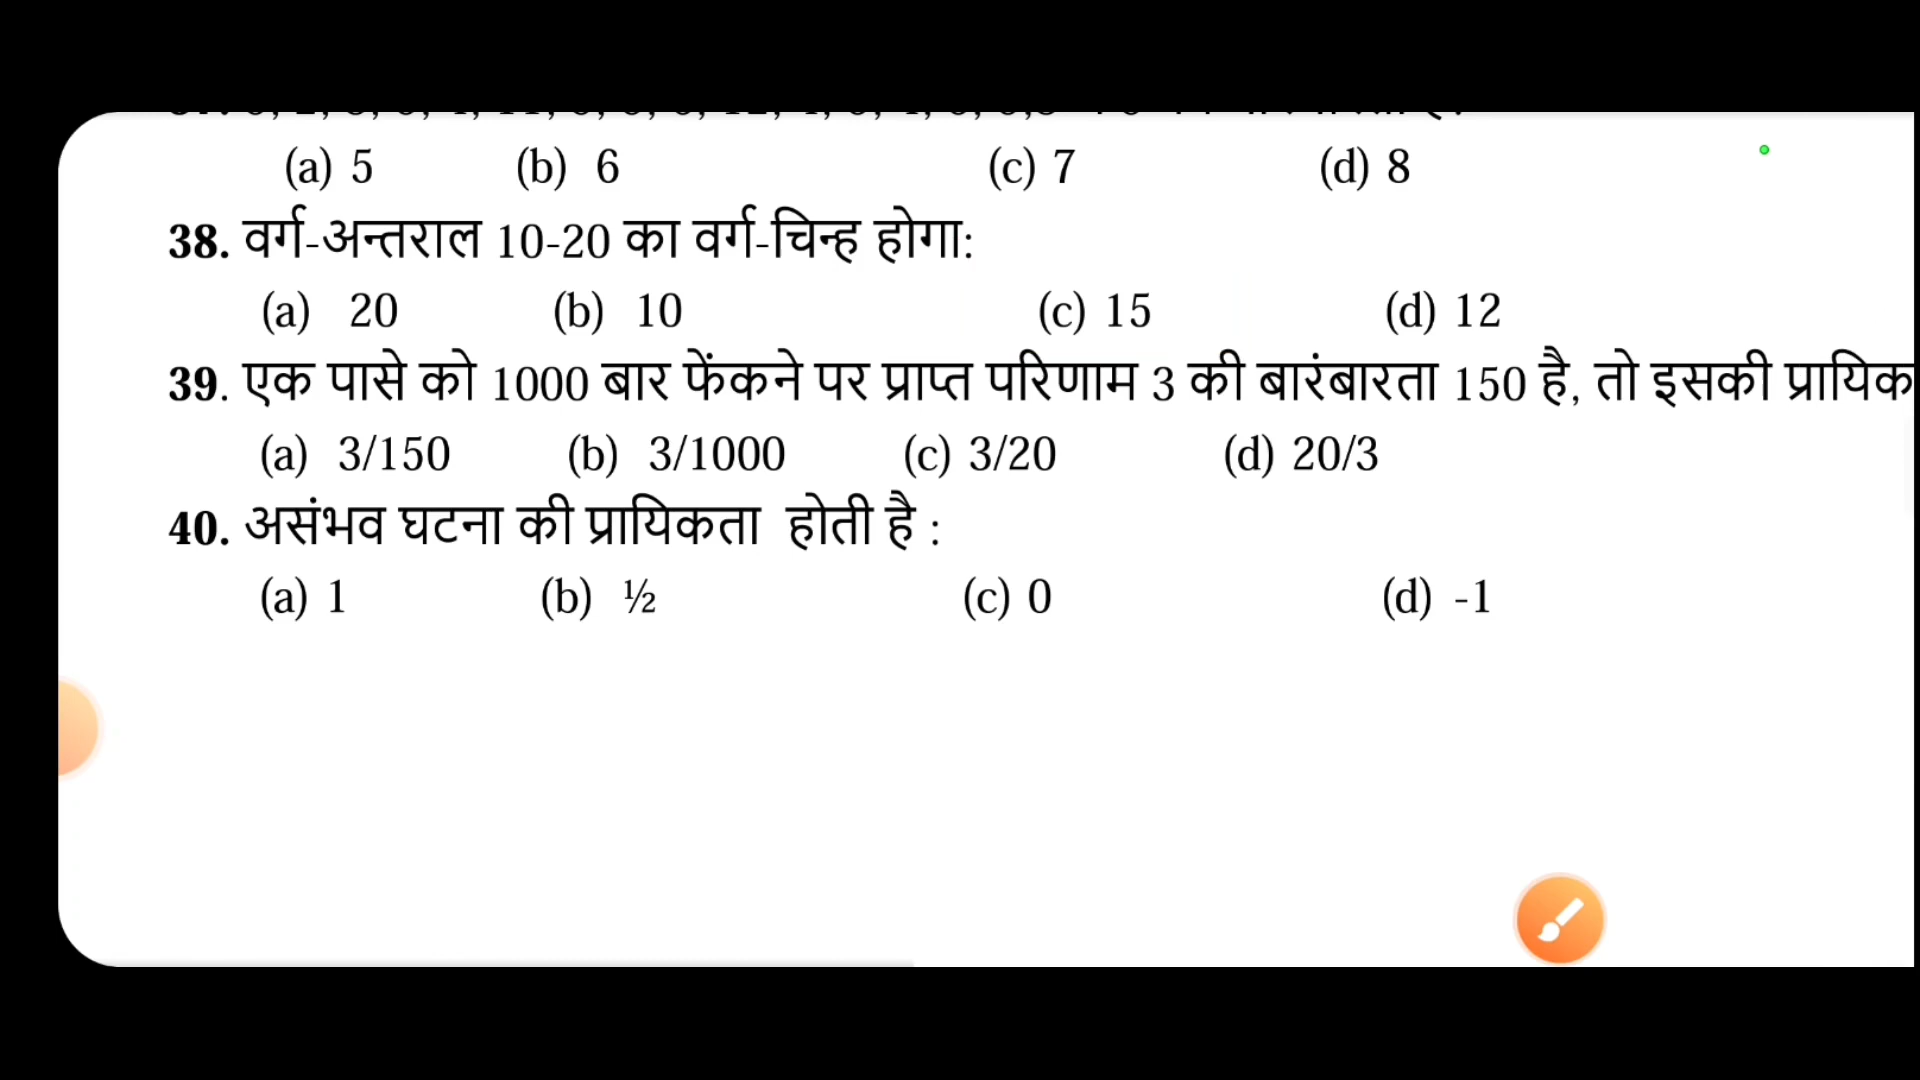 (a) 5 (b) 6 (c) 7 (d) 8
38. वर्ग-अन्तराल 10-20 का वर्ग-चिन्ह होगा:
(a) 20 (b) 10 (c) 15 (d) 12
39. एक पासे को 1000 बार फेंकने पर प्राप्त परिणाम 3 की बारंबारता 150 है, तो इसकी प्रायिक
(a) 3/150 (b) 3/1000 (c) 3/20 (d) 20/3
40. असंभव घटना की प्रायिकता होती है :
(a) 1 (b) ½ (c) 0 (d) -1